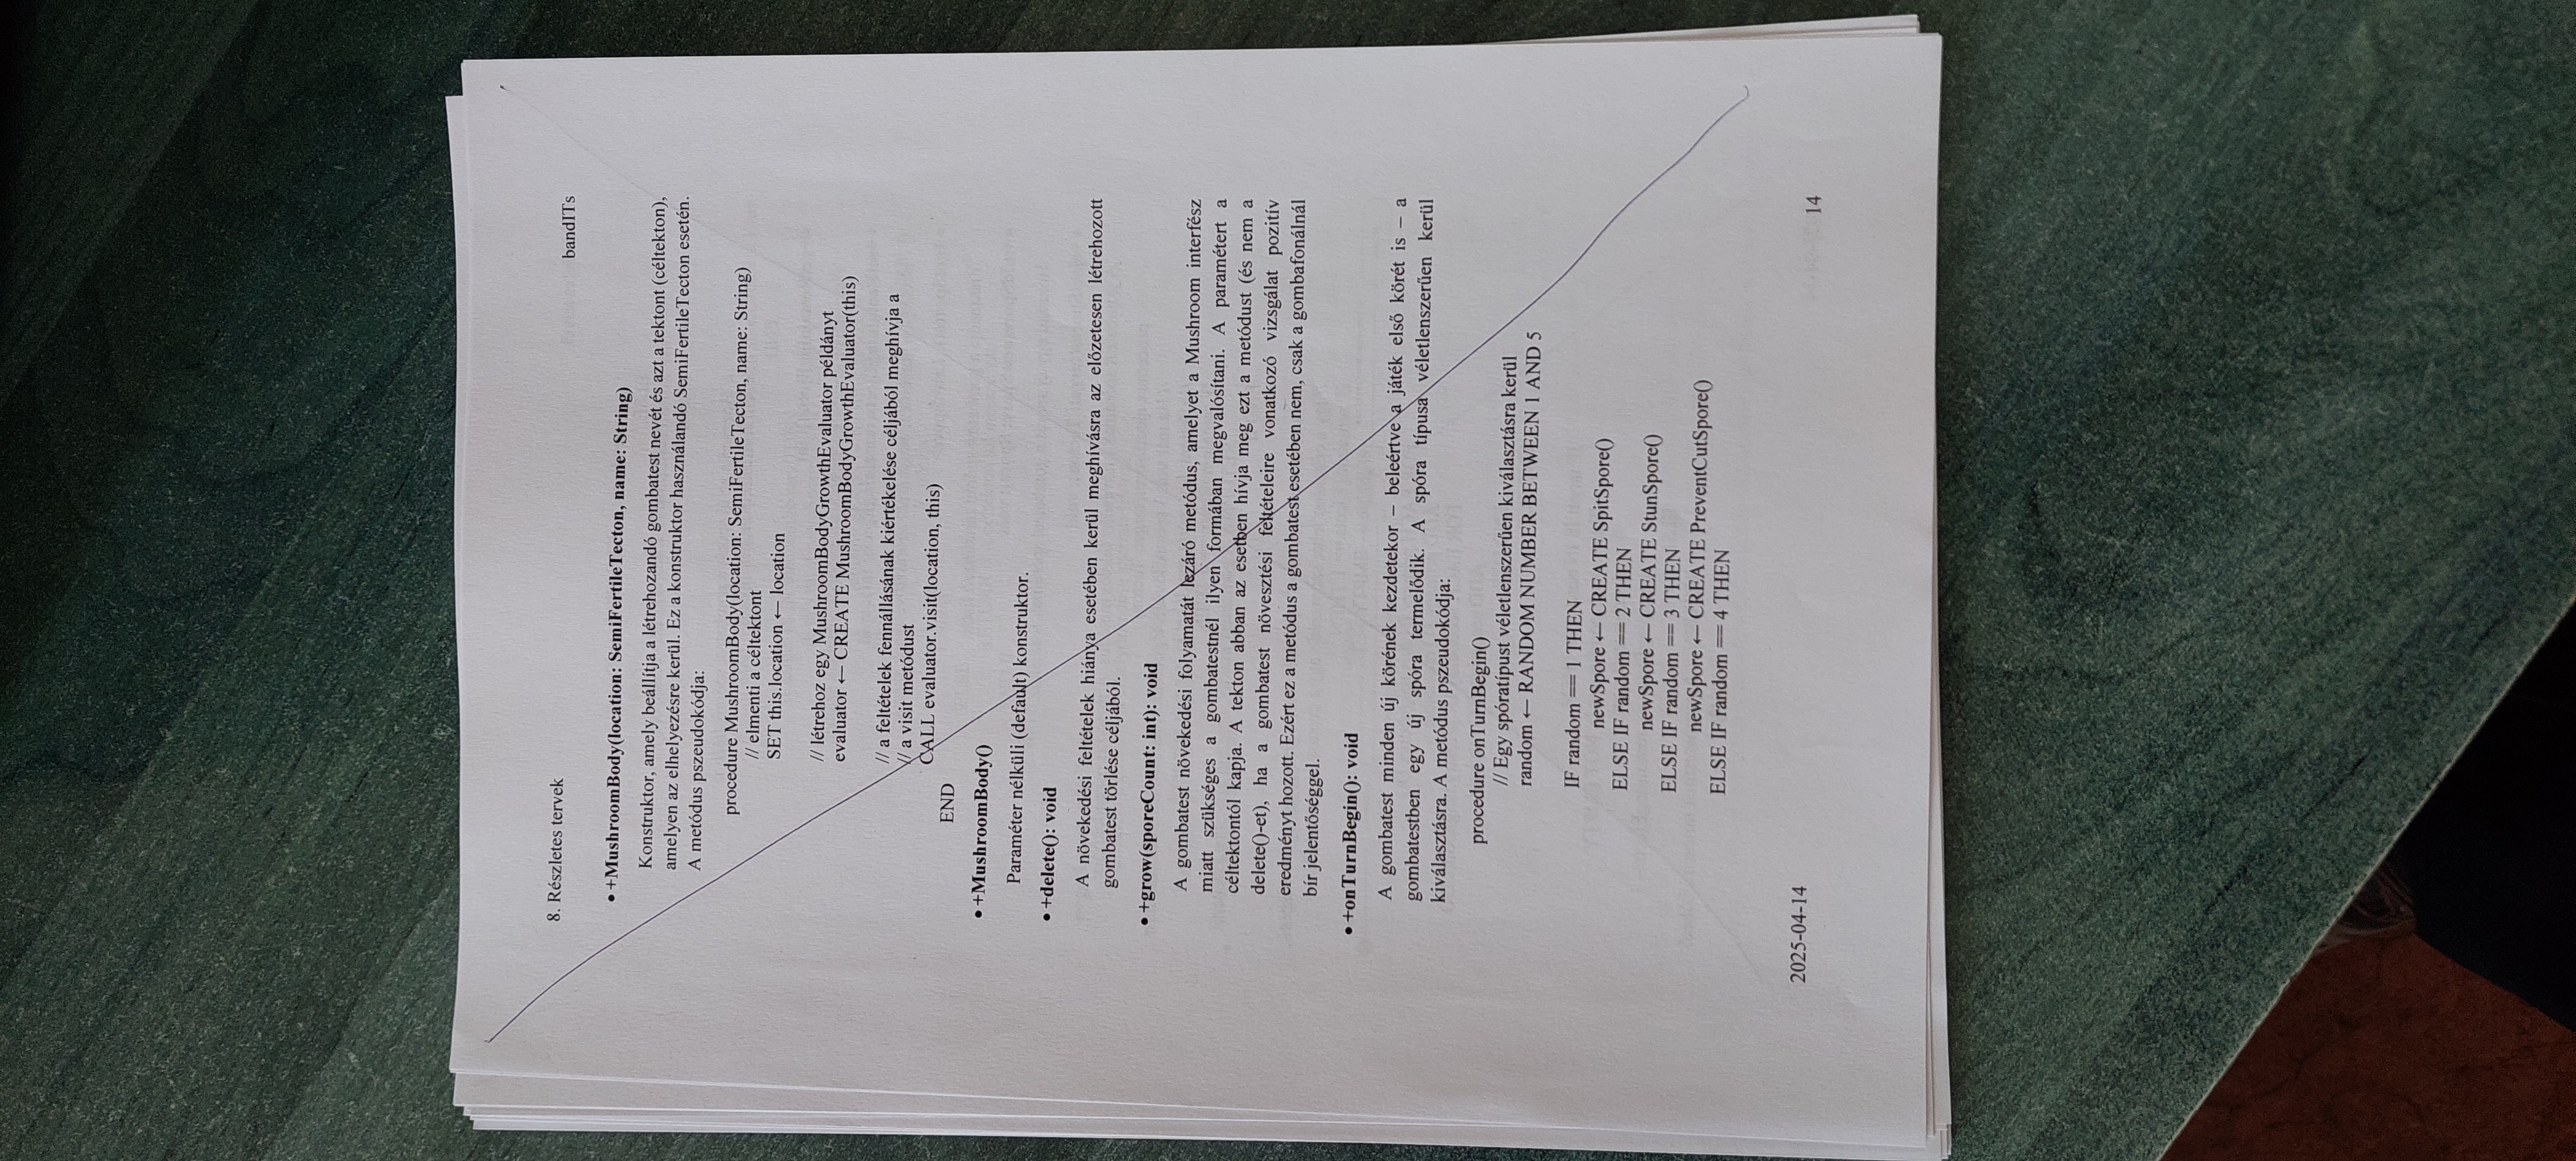 8. Részletes tervek
bandITs
• +MushroomBody(location: SemiFertileTecton, name: String)
Konstruktor, amely beállítja a létrehozandó gombatest nevét és azt a tektont (céltekton),
amelyen az elhelyezésre kerül. Ez a konstruktor használandó SemiFertileTecton esetén.
A metódus pszeudokódja:
procedure MushroomBody(location: SemiFertileTecton, name: String)
// elmenti a céltektont
SET this.location ← location
// létrehoz egy MushroomBodyGrowthEvaluator példányt
evaluator ← CREATE MushroomBodyGrowthEvaluator(this)
// a feltételek fennállásának kiértékelése céljából meghívja a
// a visit metódust
CALL evaluator.visit(location, this)
END
• +MushroomBody()
Paraméter nélküli (default) konstruktor.
• +delete(): void
A növekedési feltételek hiánya esetében kerül meghívásra az előzetesen létrehozott
gombatest törlése céljából.
• +grow(sporeCount: int): void
A gombatest növekedési folyamatát lezáró metódus, amelyet a Mushroom interfész
miatt szükséges a gombatestnél ilyen formában megvalósítani. A paramétert a
céltektontól kapja. A tekton abban az esetben hívja meg ezt a metódust (és nem a
delete()-et), ha a gombatest növesztési feltételeire vonatkozó vizsgálat pozitív
eredményt hozott. Ezért ez a metódus a gombatest esetében nem, csak a gombafonálnál
bír jelentőséggel.
• +onTurnBegin(): void
A gombatest minden új körének kezdetekor – beleértve a játék első körét is – a
gombatestben egy új spóra termelődik. A spóra típusa véletlenszerűen kerül
kiválasztásra. A metódus pszeudokódja:
procedure onTurnBegin()
// Egy spóratípust véletlenszerűen kiválasztásra kerül
random ← RANDOM NUMBER BETWEEN 1 AND 5
IF random == 1 THEN
newSpore ← CREATE SpitSpore()
ELSE IF random == 2 THEN
newSpore ← CREATE StunSpore()
ELSE IF random == 3 THEN
newSpore ← CREATE PreventCutSpore()
ELSE IF random == 4 THEN
2025-04-14
14